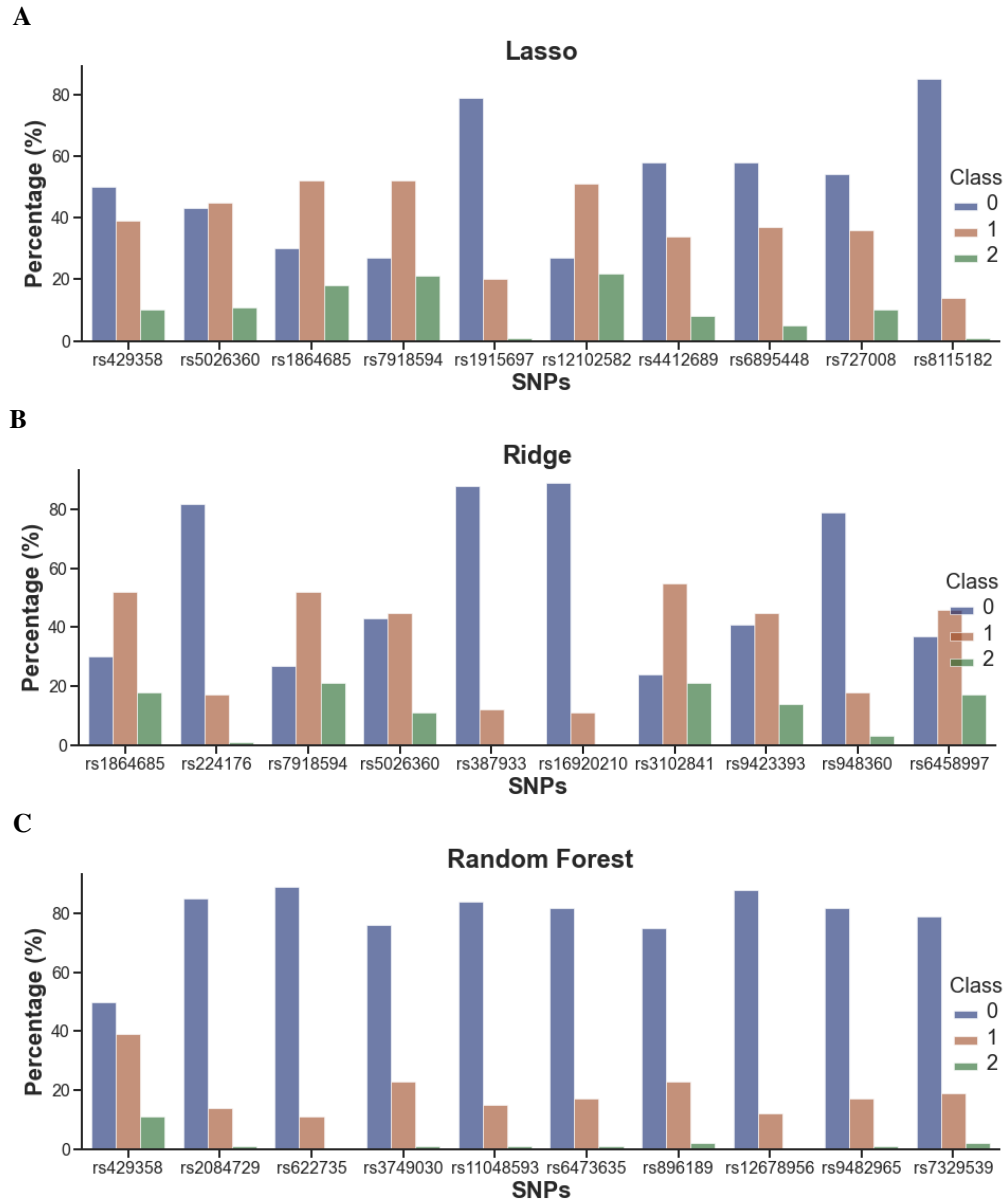 A
Lasso
Percentage (%)
80
60
40
20
0
Class
0
1
2
rs429358 rs5026360 rs1864685 rs7918594 rs1915697 rs12102582 rs4412689 rs6895448 rs727008 rs8115182
SNPs
B
Ridge
Percentage (%)
80
60
40
20
0
Class
0
1
2
rs1864685 rs224176 rs7918594 rs5026360 rs387933 rs16920210 rs3102841 rs9423393 rs948360 rs6458997
SNPs
C
Random Forest
Percentage (%)
80
60
40
20
0
Class
0
1
2
rs429358 rs2084729 rs622735 rs3749030 rs11048593 rs6473635 rs896189 rs12678956 rs9482965 rs7329539
SNPs